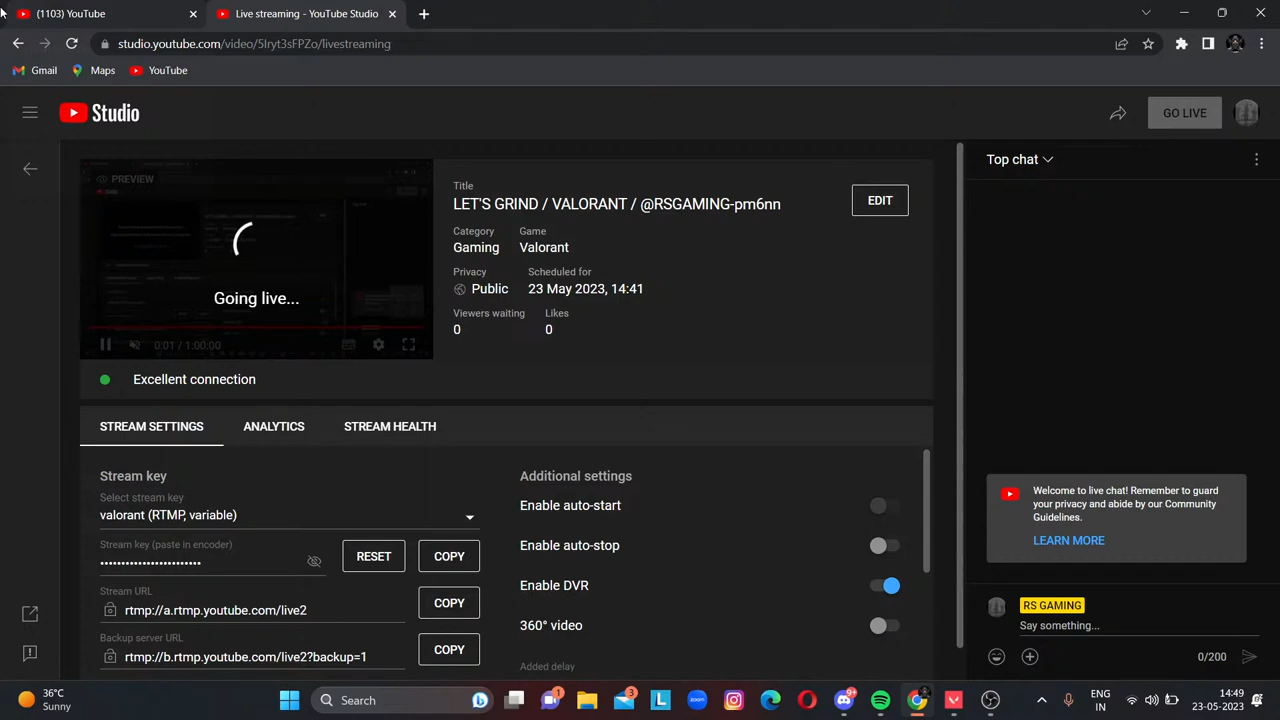 (1103) YouTube
Live streaming - YouTube Studio
studio.youtube.com/video/5lryt3sFPZo/livestreaming
Gmail
Maps
YouTube
Studio
GO LIVE
PREVIEW
Going live...
0:01 / 1:00:00
Excellent connection
Title
LET'S GRIND / VALORANT / @RSGAMING-pm6nn
EDIT
Category
Game
Gaming
Valorant
Privacy
Scheduled for
Public
23 May 2023, 14:41
Viewers waiting
Likes
0
0
STREAM SETTINGS
ANALYTICS
STREAM HEALTH
Stream key
Select stream key
valorant (RTMP, variable)
Stream key (paste in encoder)
••••••••••••••••••••••••
RESET
COPY
Stream URL
rtmp://a.rtmp.youtube.com/live2
COPY
Backup server URL
rtmp://b.rtmp.youtube.com/live2?backup=1
COPY
Additional settings
Enable auto-start
Enable auto-stop
Enable DVR
360° video
Added delay
Top chat
Welcome to live chat! Remember to guard
your privacy and abide by our Community
Guidelines.
LEARN MORE
RS GAMING
Say something...
0/200
36°C
Sunny
Search
1
3
9+
ENG
IN
14:49
23-05-2023